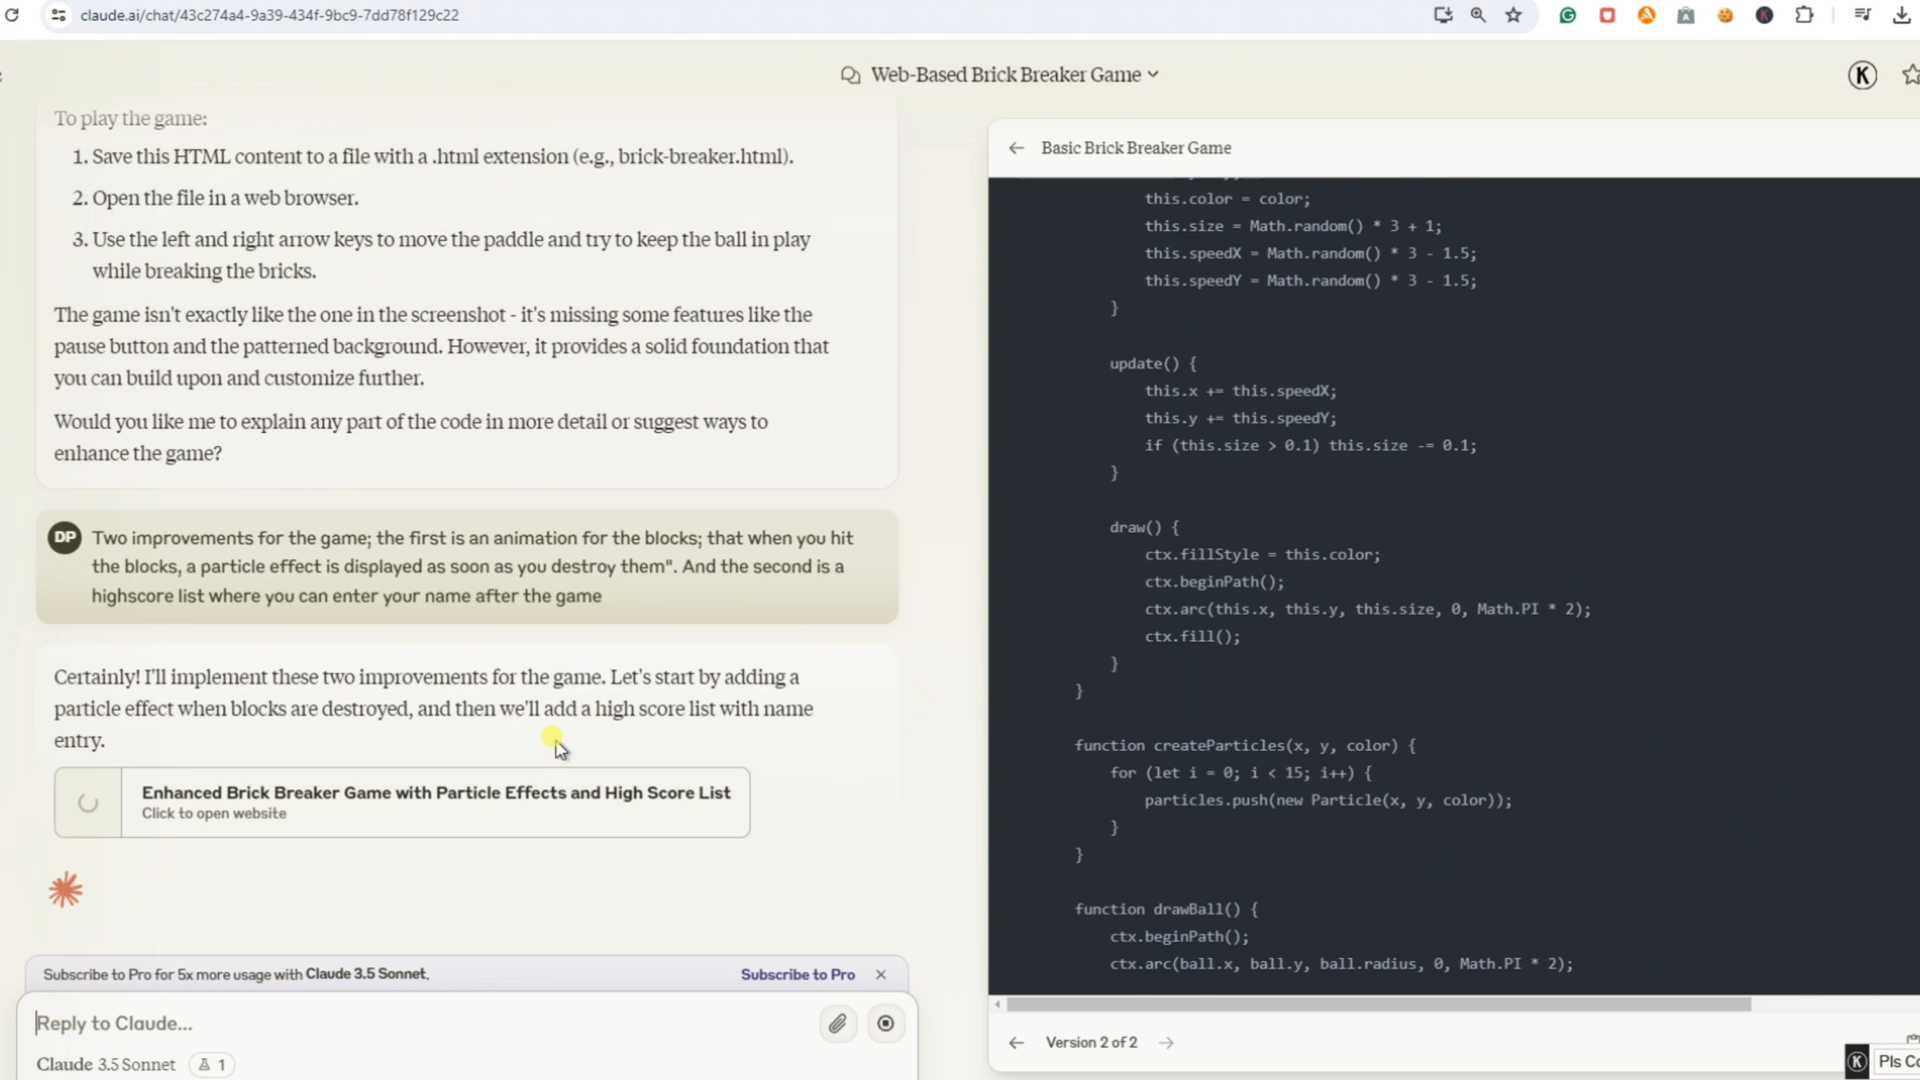 claude.ai/chat/43c274a4-9a39-434f-9bc9-7dd78f129c22
Web-Based Brick Breaker Game
K
To play the game:
1. Save this HTML content to a file with a .html extension (e.g., brick-breaker.html).
2. Open the file in a web browser.
3. Use the left and right arrow keys to move the paddle and try to keep the ball in play
while breaking the bricks.
The game isn't exactly like the one in the screenshot - it's missing some features like the
pause button and the patterned background. However, it provides a solid foundation that
you can build upon and customize further.
Would you like me to explain any part of the code in more detail or suggest ways to
enhance the game?
DP
Two improvements for the game; the first is an animation for the blocks; that when you hit
the blocks, a particle effect is displayed as soon as you destroy them". And the second is a
highscore list where you can enter your name after the game
Certainly! I'll implement these two improvements for the game. Let's start by adding a
particle effect when blocks are destroyed, and then we'll add a high score list with name
entry.
Enhanced Brick Breaker Game with Particle Effects and High Score List
Click to open website
Subscribe to Pro for 5x more usage with Claude 3.5 Sonnet.
Subscribe to Pro
Reply to Claude...
Claude 3.5 Sonnet
1
Basic Brick Breaker Game
this.color = color;
this.size = Math.random() * 3 + 1;
this.speedX = Math.random() * 3 - 1.5;
this.speedY = Math.random() * 3 - 1.5;
}
update() {
this.x += this.speedX;
this.y += this.speedY;
if (this.size > 0.1) this.size -= 0.1;
}
draw() {
ctx.fillStyle = this.color;
ctx.beginPath();
ctx.arc(this.x, this.y, this.size, 0, Math.PI * 2);
ctx.fill();
}
}
function createParticles(x, y, color) {
for (let i = 0; i < 15; i++) {
particles.push(new Particle(x, y, color));
}
}
function drawBall() {
ctx.beginPath();
ctx.arc(ball.x, ball.y, ball.radius, 0, Math.PI * 2);
Version 2 of 2
K
Pls Co